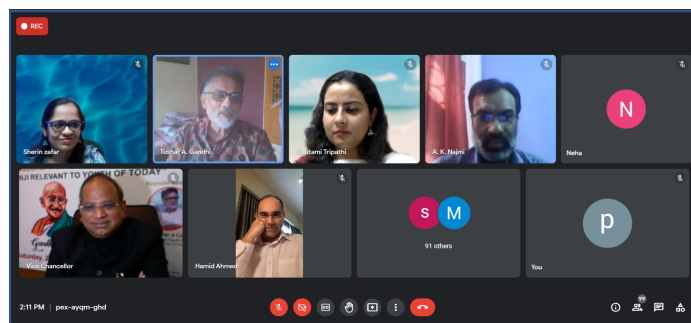 REC
Sherin zafar
Tushar A. Gandhi
Gautami Tripathi
A. K. Najmi
N
Neha
RELEVANT TO YOUTH OF TODAY"
Vice Chancellor
Hamid Ahmed
S M
91 others
p
You
2:11 PM | pex-ayqm-ghd
99